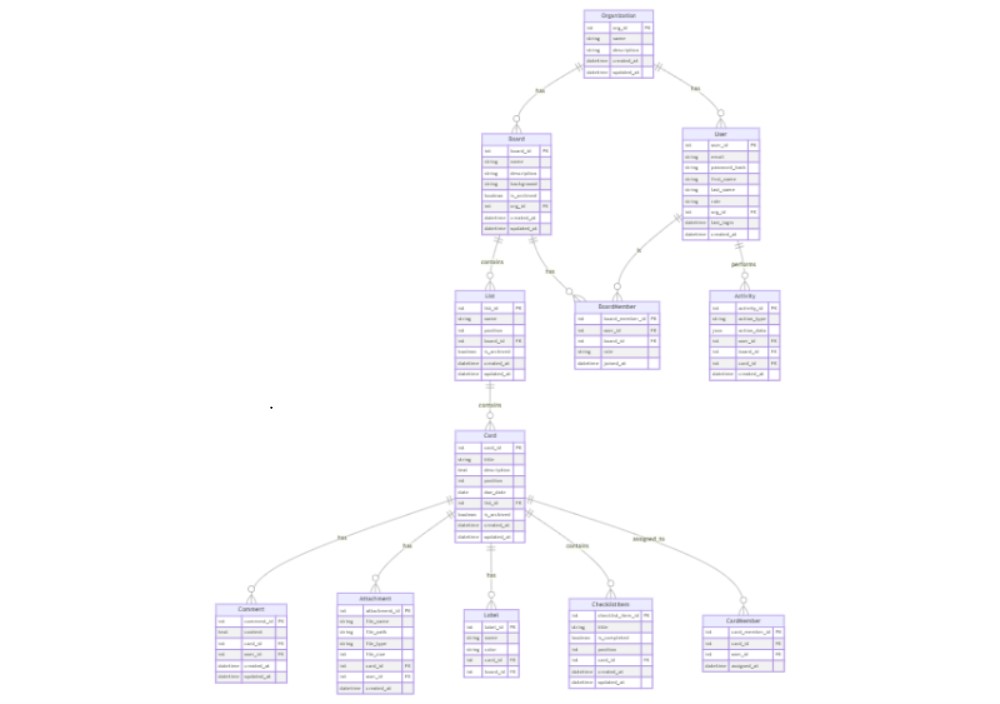 Organization
int org_id PK
string name
string description
datetime created_at
datetime updated_at
has
has
Board
int board_id PK
string name
string description
string background
boolean is_archived
int org_id FK
datetime created_at
datetime updated_at
User
int user_id PK
string email
string password_hash
string first_name
string last_name
string role
int org_id FK
datetime last_login
datetime created_at
contains
has
is
performs
List
int list_id PK
string name
int position
int board_id FK
boolean is_archived
datetime created_at
datetime updated_at
BoardMember
int board_member_id PK
int user_id FK
int board_id FK
string role
datetime joined_at
Activity
int activity_id PK
string action_type
json action_data
int user_id FK
int board_id FK
int card_id FK
datetime created_at
contains
Card
int card_id PK
string title
text description
int position
date due_date
int list_id FK
boolean is_archived
datetime created_at
datetime updated_at
has
has
has
contains
assigned_to
Comment
int comment_id PK
text content
int card_id FK
int user_id FK
datetime created_at
datetime updated_at
Attachment
int attachment_id PK
string file_name
string file_path
string file_type
int file_size
int card_id FK
int user_id FK
datetime created_at
Label
int label_id PK
string name
string color
int card_id FK
int board_id FK
ChecklistItem
int checklist_item_id PK
string title
boolean is_completed
int position
int card_id FK
datetime created_at
datetime updated_at
CardMember
int card_member_id PK
int card_id FK
int user_id FK
datetime assigned_at